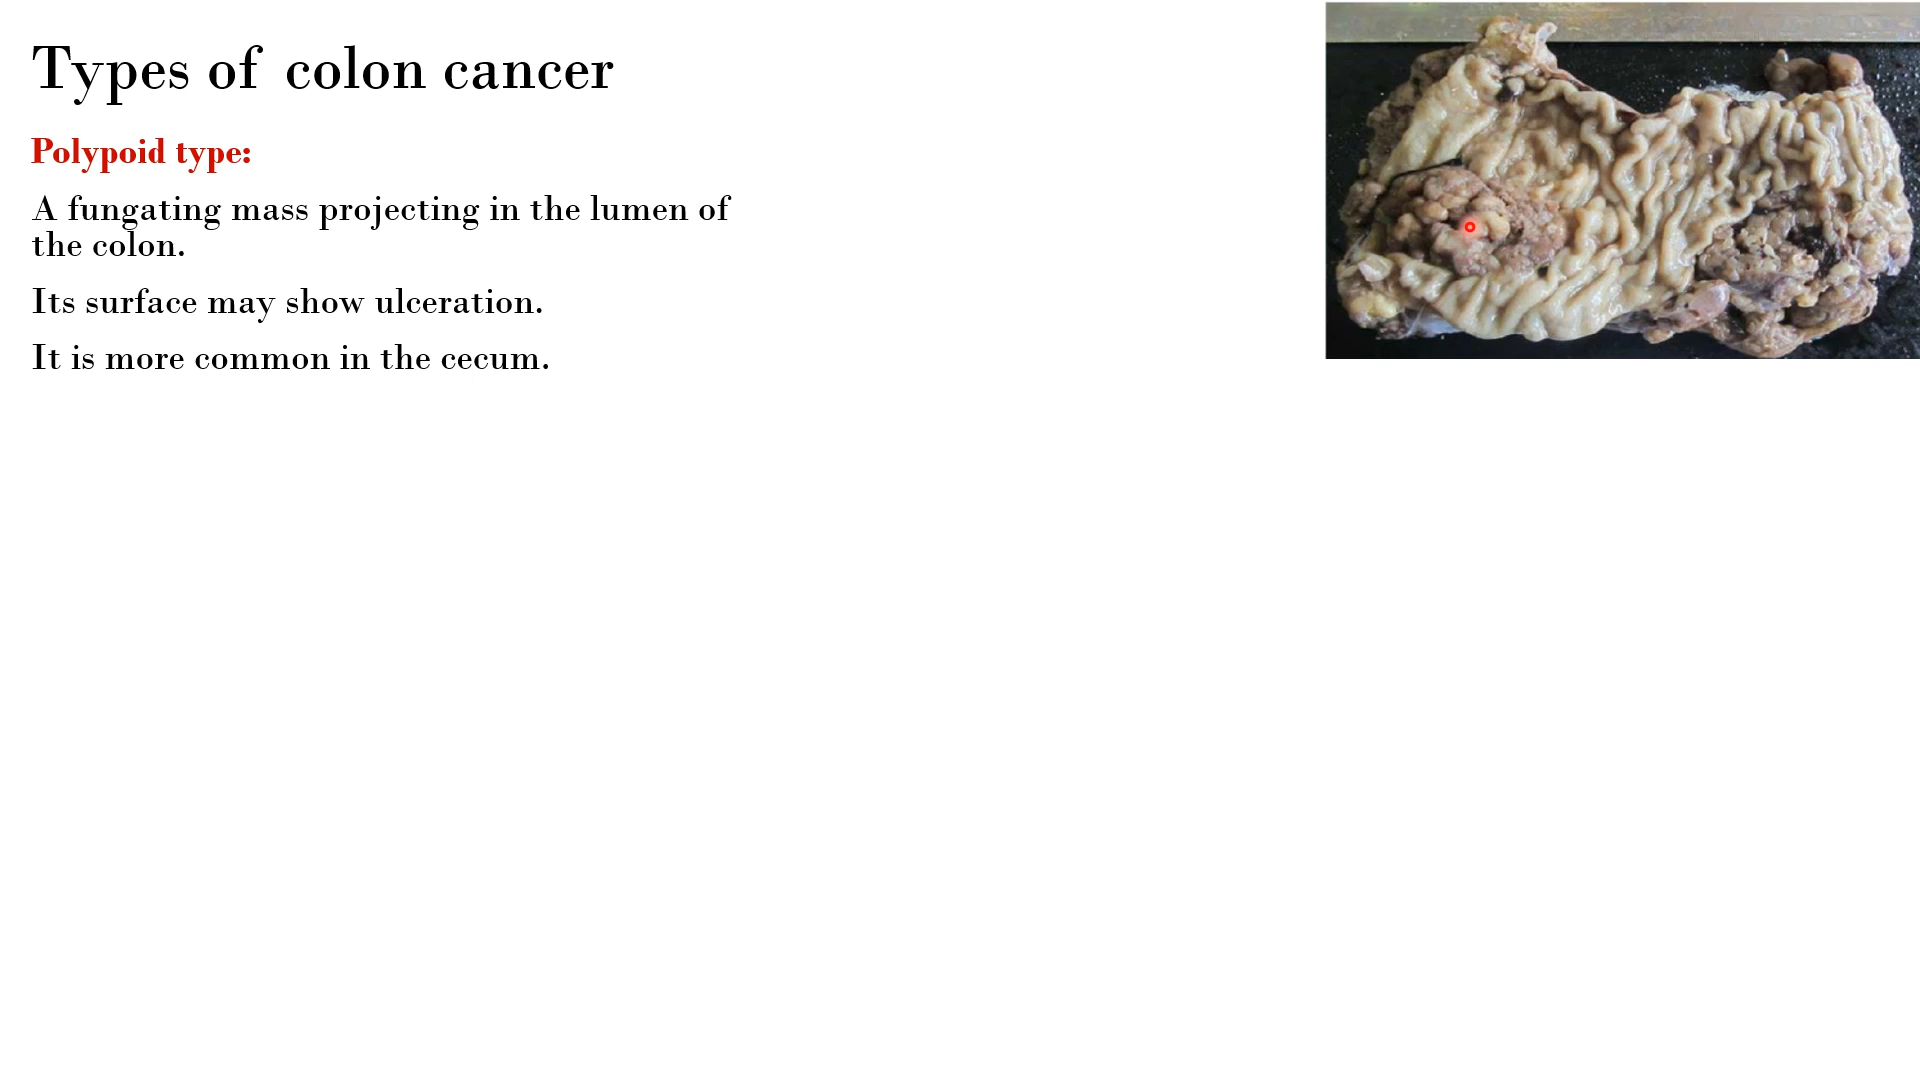 Types of colon cancer
Polypoid type:
A fungating mass projecting in the lumen of
the colon.
Its surface may show ulceration.
It is more common in the cecum.